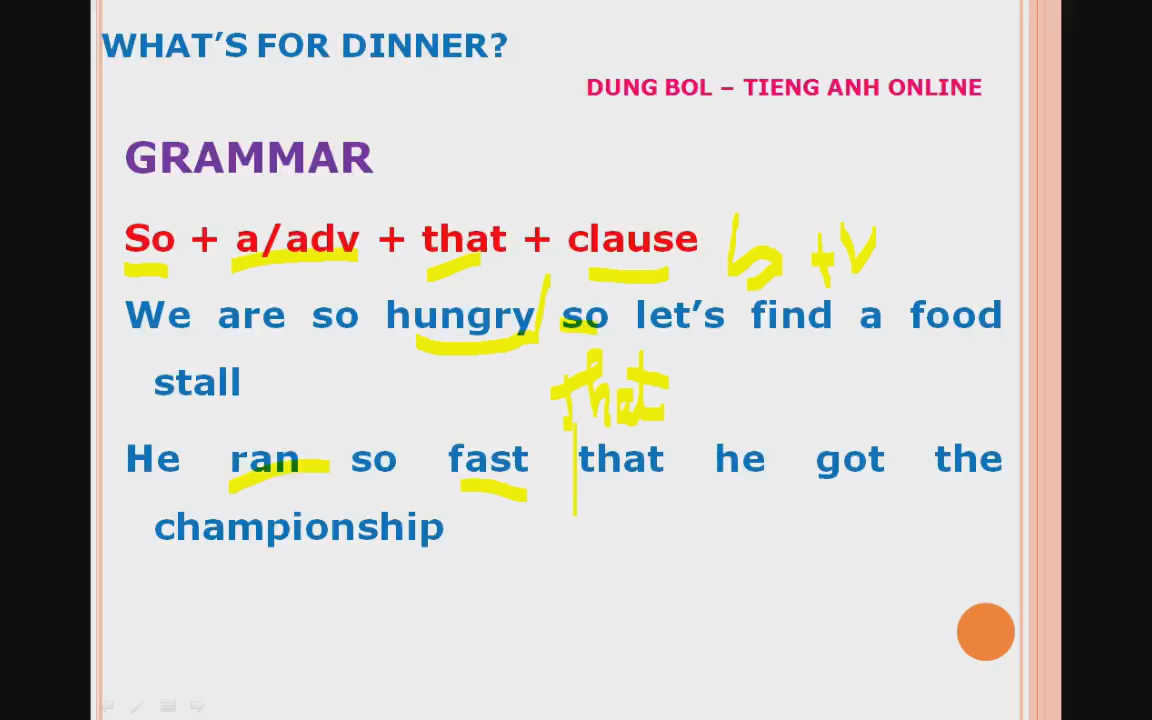 WHAT’S FOR DINNER?
DUNG BOL – TIENG ANH ONLINE
GRAMMAR
So + a/adv + that + clause S + V
We are so hungry/ so let’s find a food
stall that
He ran so fast that he got the
championship